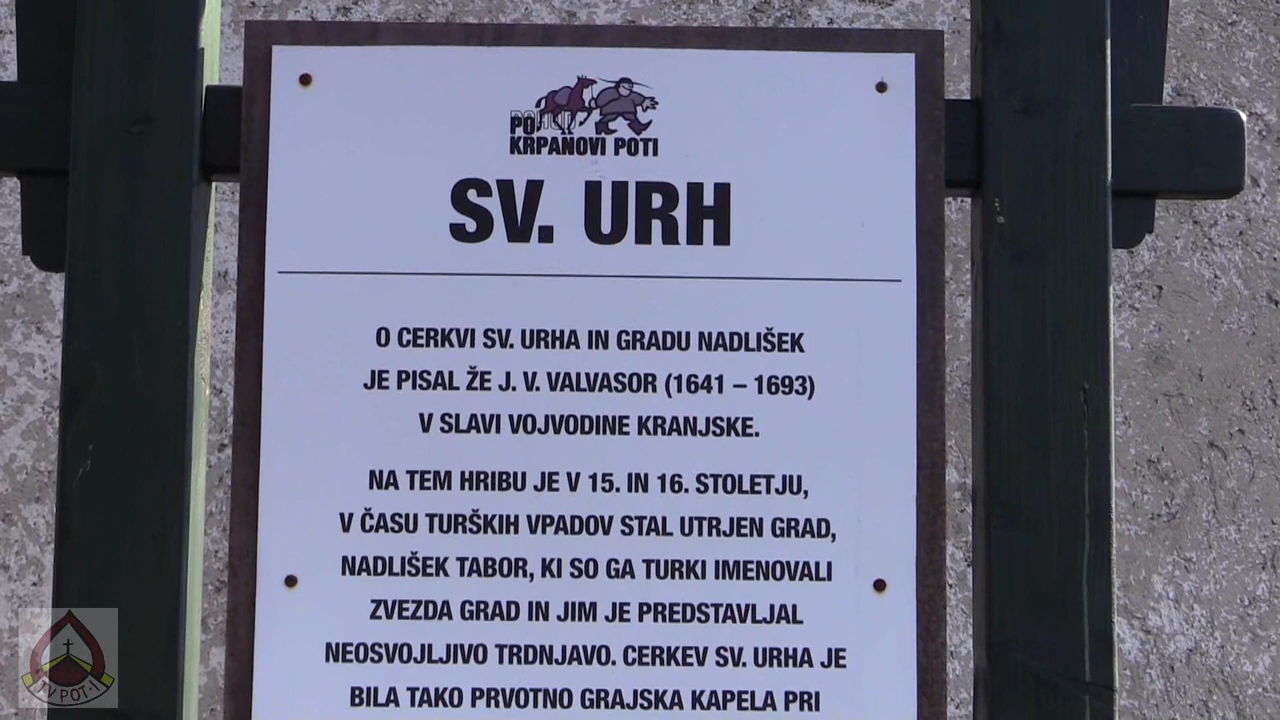 POHOD
PO
KRPANOVI POTI
SV. URH
O CERKVI SV. URHA IN GRADU NADLIŠEK
JE PISAL ŽE J. V. VALVASOR (1641 – 1693)
V SLAVI VOJVODINE KRANJSKE.
NA TEM HRIBU JE V 15. IN 16. STOLETJU,
V ČASU TURŠKIH VPADOV STAL UTRJEN GRAD,
NADLIŠEK TABOR, KI SO GA TURKI IMENOVALI
ZVEZDA GRAD IN JIM JE PREDSTAVLJAL
NEOSVOJLJIVO TRDNJAVO. CERKEV SV. URHA JE
BILA TAKO PRVOTNO GRAJSKA KAPELA PRI
TV POT-1